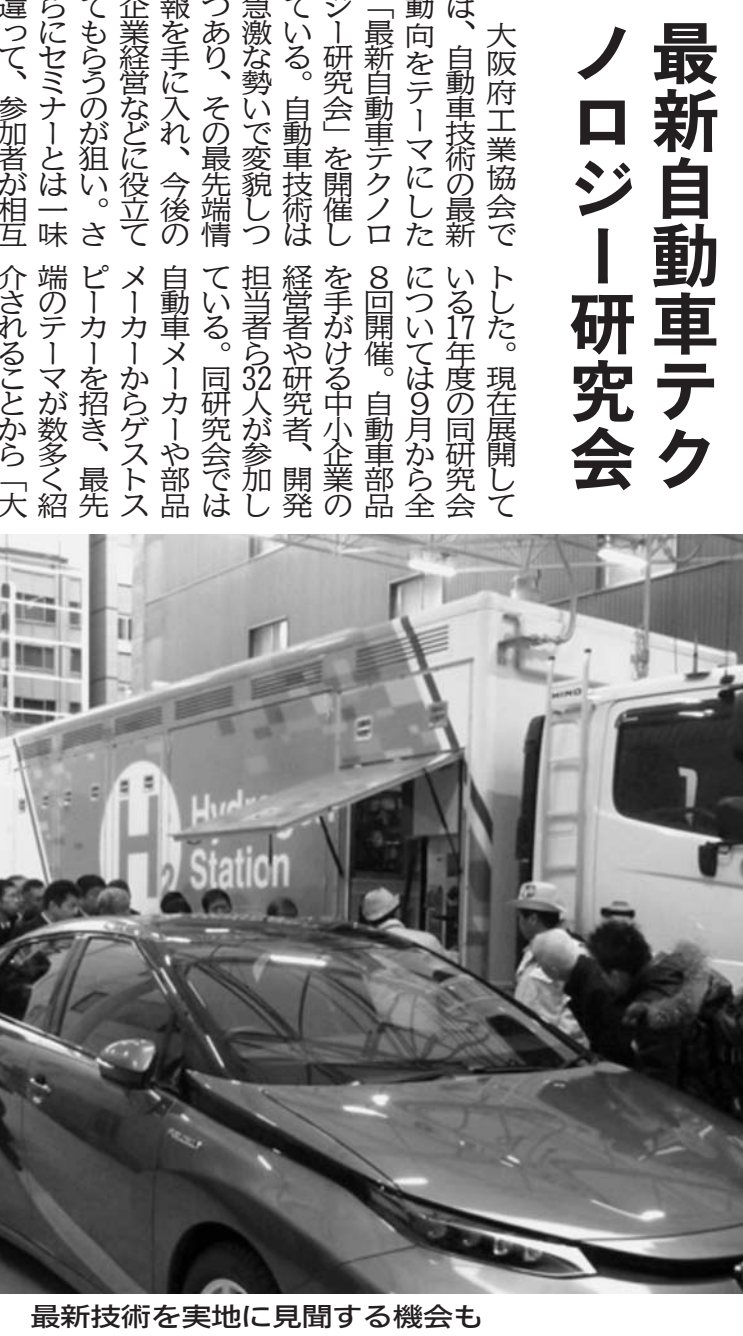 最新自動車テク
ノロジー研究会
大阪府工業協会で
は、自動車技術の最新
動向をテーマにした
「最新自動車テクノロ
ジー研究会」を開催し
ている。自動車技術は
急激な勢いで変貌しつ
つあり、その最先端情
報を手に入れ、今後の
企業経営などに役立て
てもらうのが狙い。さ
らにセミナーとは一味
違って、参加者が相互
トした。現在展開して
いる17年度の同研究会
については９月から全
８回開催。自動車部品
を手がける中小企業の
経営者や研究者、開発
担当者ら32人が参加し
ている。同研究会では
自動車メーカーや部品
メーカーからゲストス
ピーカーを招き、最先
端のテーマが数多く紹
介されることから「大
HINO
H2
Hydrogen
Station
最新技術を実地に見聞する機会も